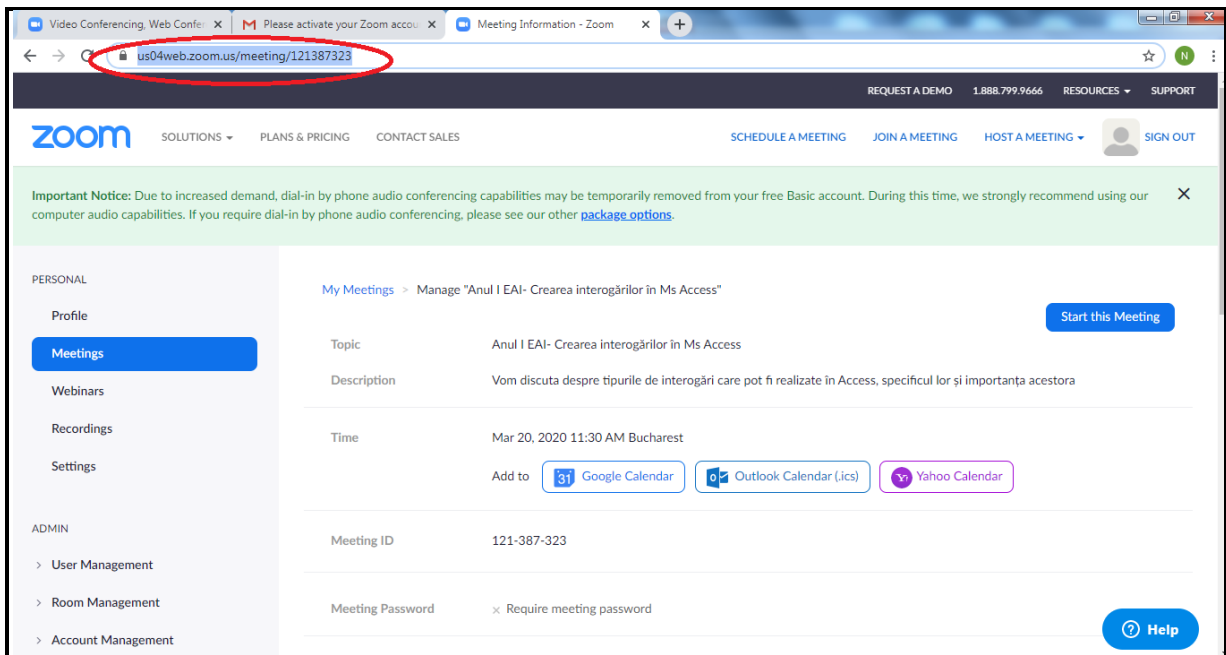 Video Conferencing, Web Confer
Please activate your Zoom accou
Meeting Information - Zoom
us04web.zoom.us/meeting/121387323
N
REQUEST A DEMO 1.888.799.9666 RESOURCES SUPPORT
zoom SOLUTIONS PLANS & PRICING CONTACT SALES SCHEDULE A MEETING JOIN A MEETING HOST A MEETING SIGN OUT
Important Notice: Due to increased demand, dial-in by phone audio conferencing capabilities may be temporarily removed from your free Basic account. During this time, we strongly recommend using our
computer audio capabilities. If you require dial-in by phone audio conferencing, please see our other package options.
PERSONAL
Profile
Meetings
Webinars
Recordings
Settings
ADMIN
> User Management
> Room Management
> Account Management
My Meetings > Manage "Anul I EAI- Crearea interogărilor în Ms Access"
Start this Meeting
Topic Anul I EAI- Crearea interogărilor în Ms Access
Description Vom discuta despre tipurile de interogări care pot fi realizate în Access, specificul lor și importanța acestora
Time Mar 20, 2020 11:30 AM Bucharest
Add to 31 Google Calendar Outlook Calendar (.ics) Yahoo Calendar
Meeting ID 121-387-323
Meeting Password × Require meeting password
Help